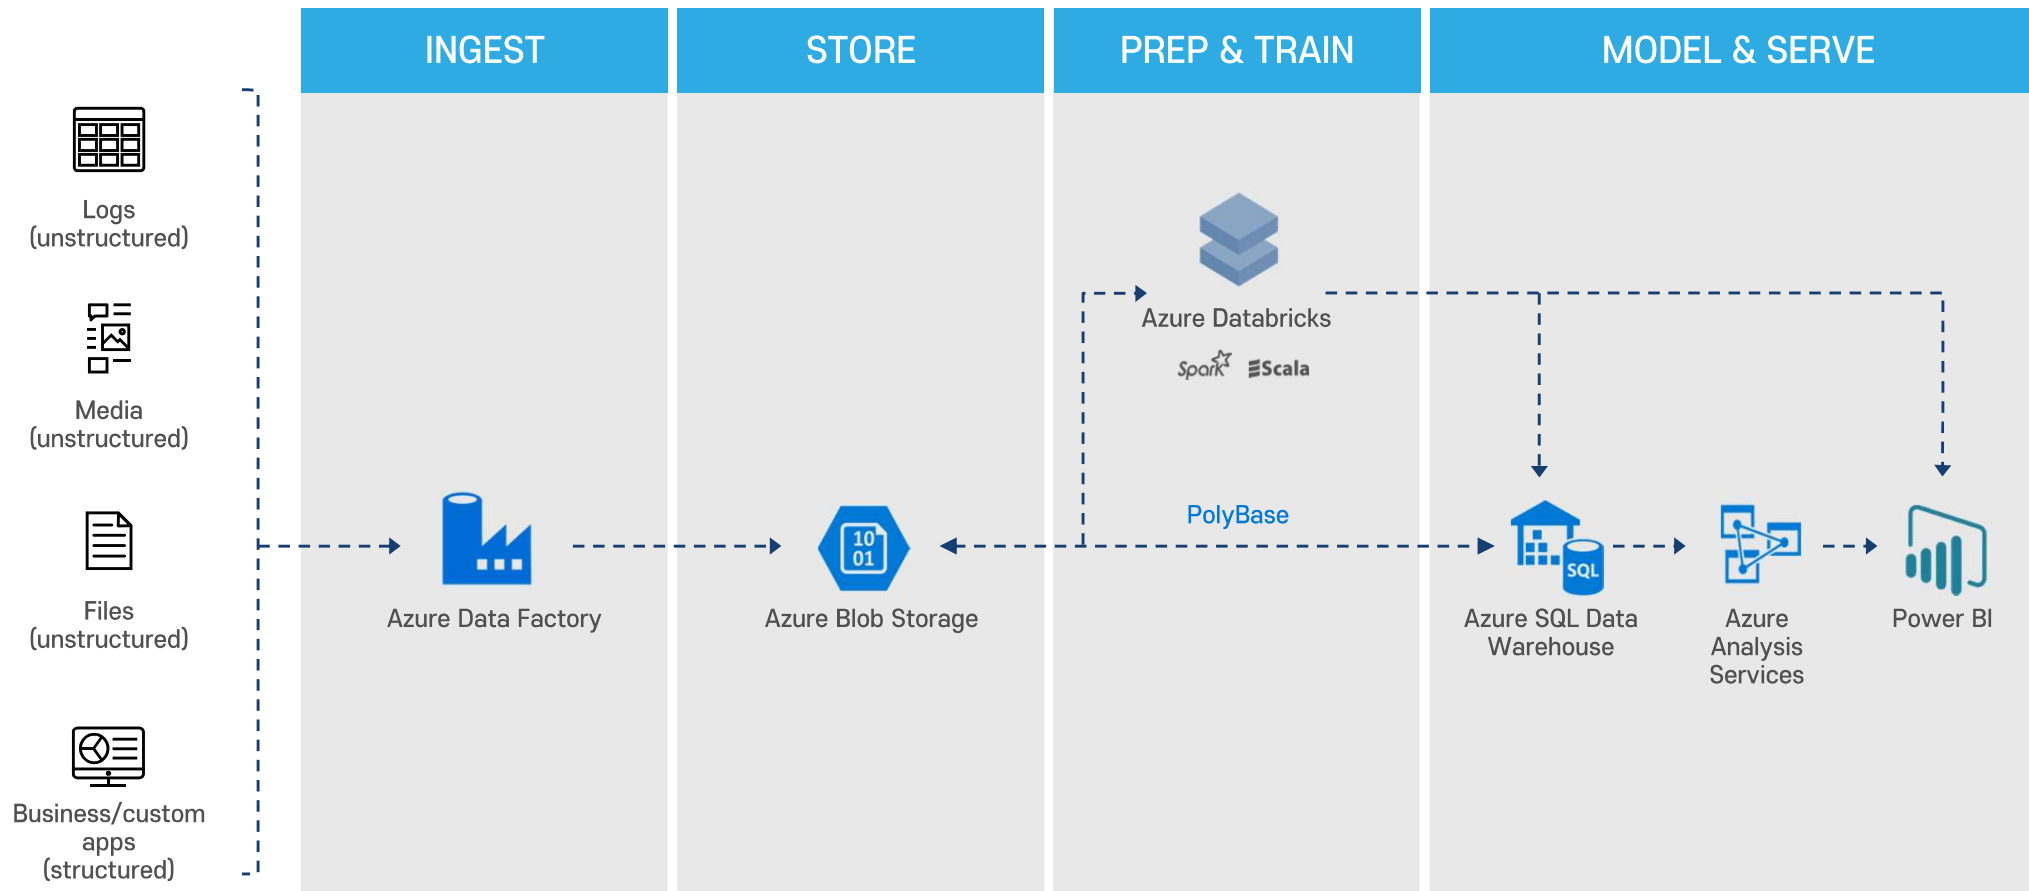 INGEST
STORE
PREP & TRAIN
MODEL & SERVE
Logs
(unstructured)
Media
(unstructured)
Files
(unstructured)
Business/custom
apps
(structured)
Azure Data Factory
10
01
Azure Blob Storage
Azure Databricks
Spark
Scala
PolyBase
SQL
Azure SQL Data
Warehouse
Azure
Analysis
Services
Power BI